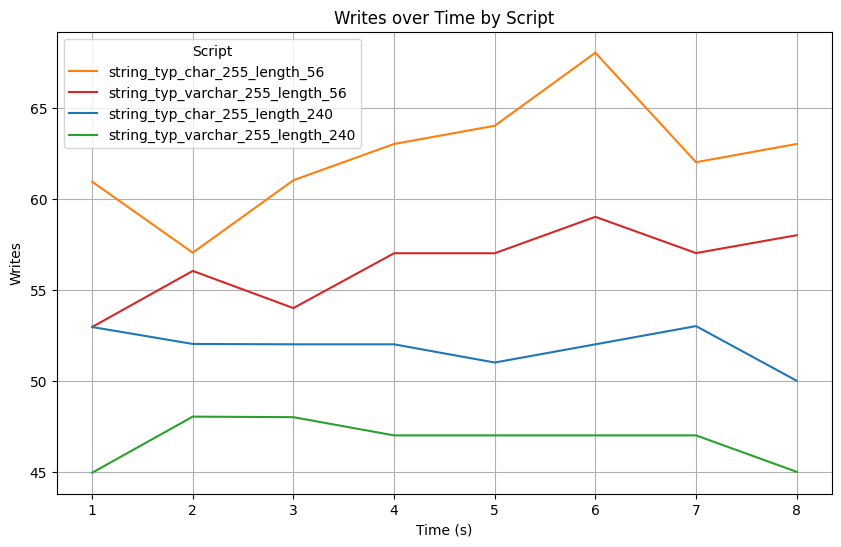 Writes over Time by Script
Script
string_typ_char_255_length_56
string_typ_varchar_255_length_56
string_typ_char_255_length_240
string_typ_varchar_255_length_240
65
60
55
50
45
Writes
1 2 3 4 5 6 7 8
Time (s)